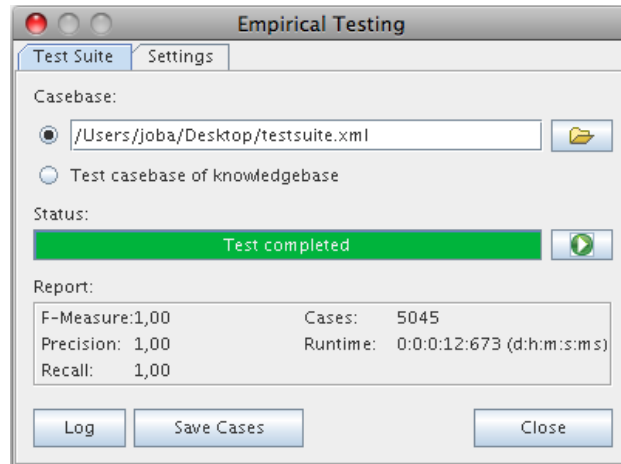 Empirical Testing
Test Suite Settings
Casebase:
/Users/joba/Desktop/testsuite.xml
Test casebase of knowledgebase
Status:
Test completed
Report:
F-Measure:1,00 Cases: 5045
Precision: 1,00 Runtime: 0:0:0:12:673 (d:h:m:s:ms)
Recall: 1,00
Log Save Cases Close